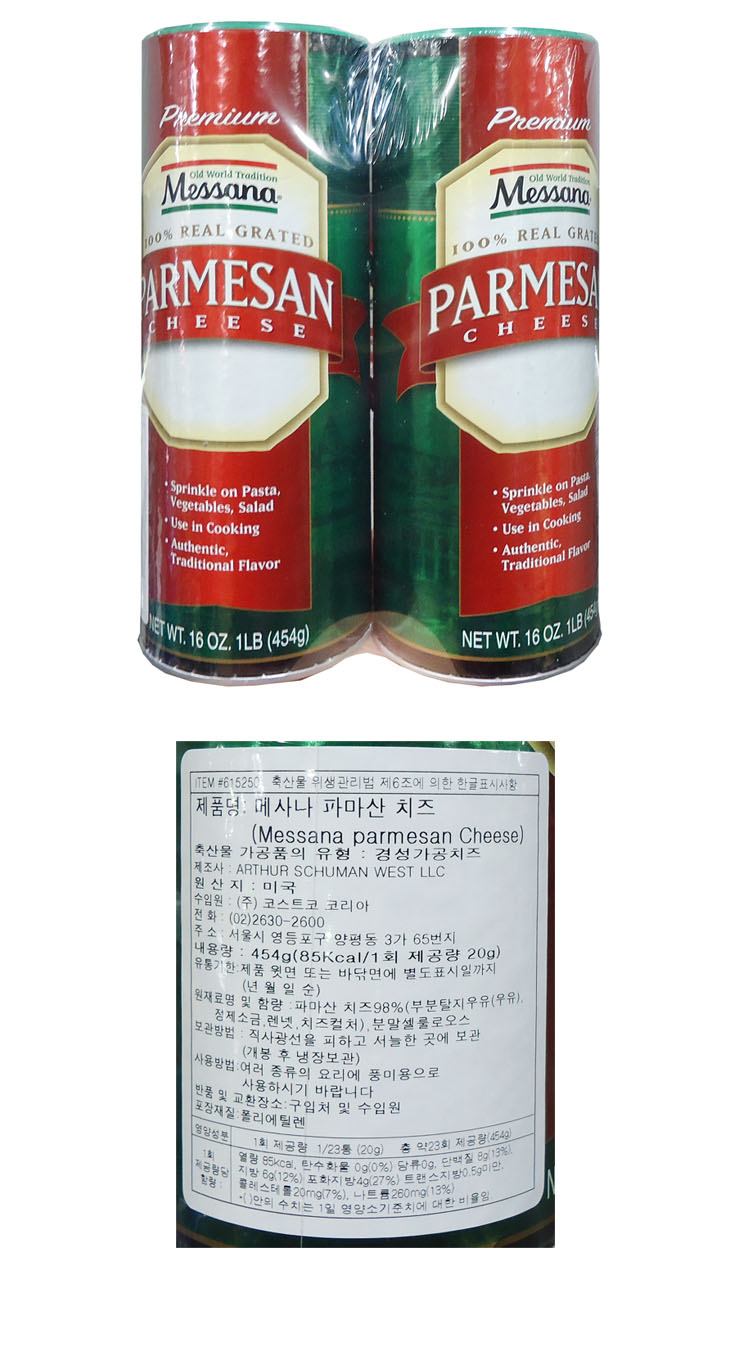 Premium
Old World Tradition
Messana
100% REAL GRATED
PARMESAN
CHEESE
• Sprinkle on Pasta,
Vegetables, Salad
• Use in Cooking
• Authentic,
Traditional Flavor
NET WT. 16 OZ. 1LB (454g)
Premium
Old World Tradition
Messana
100% REAL GRATE
PARMESA
CHEESE
• Sprinkle on Pasta,
Vegetables, Salad
• Use in Cooking
• Authentic,
Traditional Flavor
NET WT. 16 OZ. 1LB (454
ITEM #615250 축산물 위생관리법 제6조에 의한 한글표시사항
제품명: 메사나 파마산 치즈
(Messana parmesan Cheese)
축산물 가공품의 유형 : 경성가공치즈
제조사 : ARTHUR SCHUMAN WEST LLC
원 산 지 : 미국
수입원 : (주) 코스트코 코리아
전 화 : (02)2630-2600
주 소 : 서울시 영등포구 양평동 3가 65번지
내용량 : 454g(85Kcal/1회 제공량 20g)
유통기한:제품 윗면 또는 바닦면에 별도표시일까지
(년 월 일 순)
원재료명 및 함량 :파마산 치즈98%(부분탈지우유(우유),
정제소금,렌넷,치즈컬처),분말셀룰로오스
보관방법 : 직사광선을 피하고 서늘한 곳에 보관
(개봉 후 냉장보관)
사용방법:여러 종류의 요리에 풍미용으로
사용하시기 바랍니다
반품 및 교환장소:구입처 및 수입원
포장재질:폴리에틸렌
영양성분 1회 제공량 1/23통 (20g) 총 약23회 제공량(454g)
1회 제공량당 함량 :
열량 85kcal, 탄수화물 0g(0%) 당류0g, 단백질 8g(13%),
지방 6g(12%) 포화지방4g(27%) 트랜스지방0.5g미만,
콜레스테롤20mg(7%), 나트륨260mg(13%)
*( )안의 수치는 1일 영양소기준치에 대한 비율임